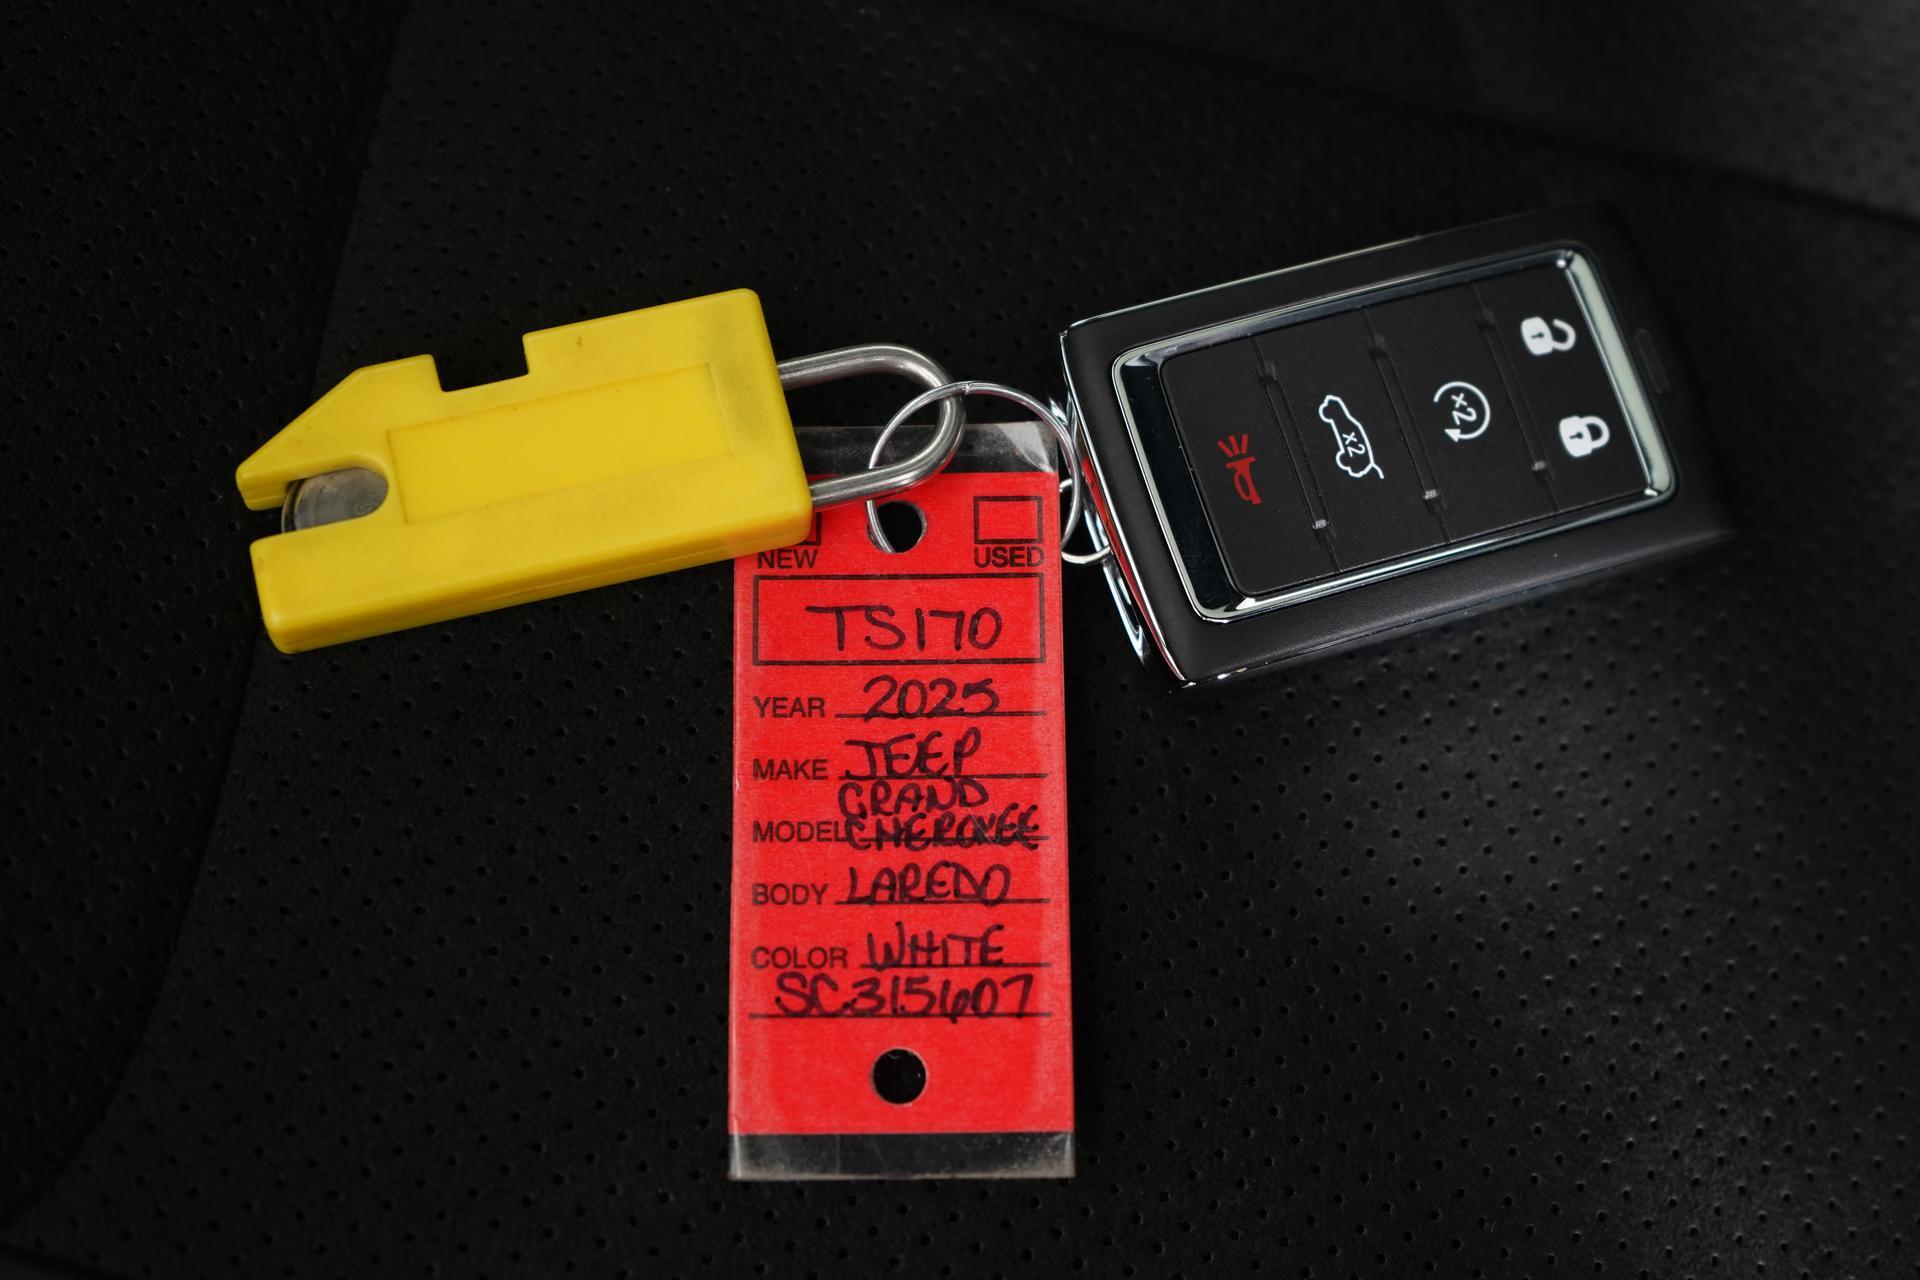 NEW USED
TS170
YEAR 2025
MAKE JEEP
GRAND
MODEL CHEROKEE
BODY LAREDO
COLOR WHITE
SC315607
x2
x2